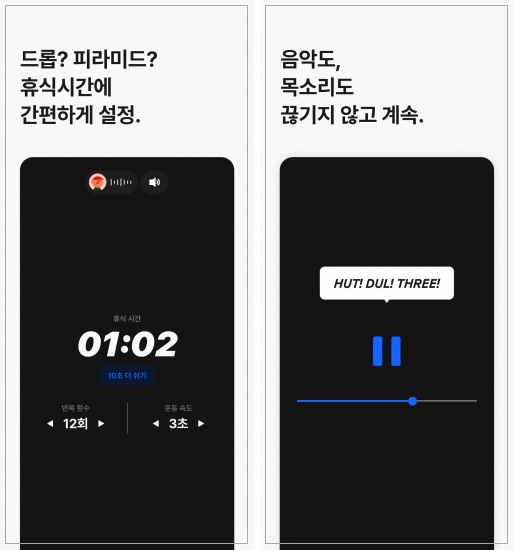 드롭? 피라미드?
휴식시간에
간편하게 설정.
휴식 시간
01:02
10초 더 쉬기
반복 횟수
운동 속도
12회
3초
음악도,
목소리도
끊기지 않고 계속.
HUT! DUL! THREE!